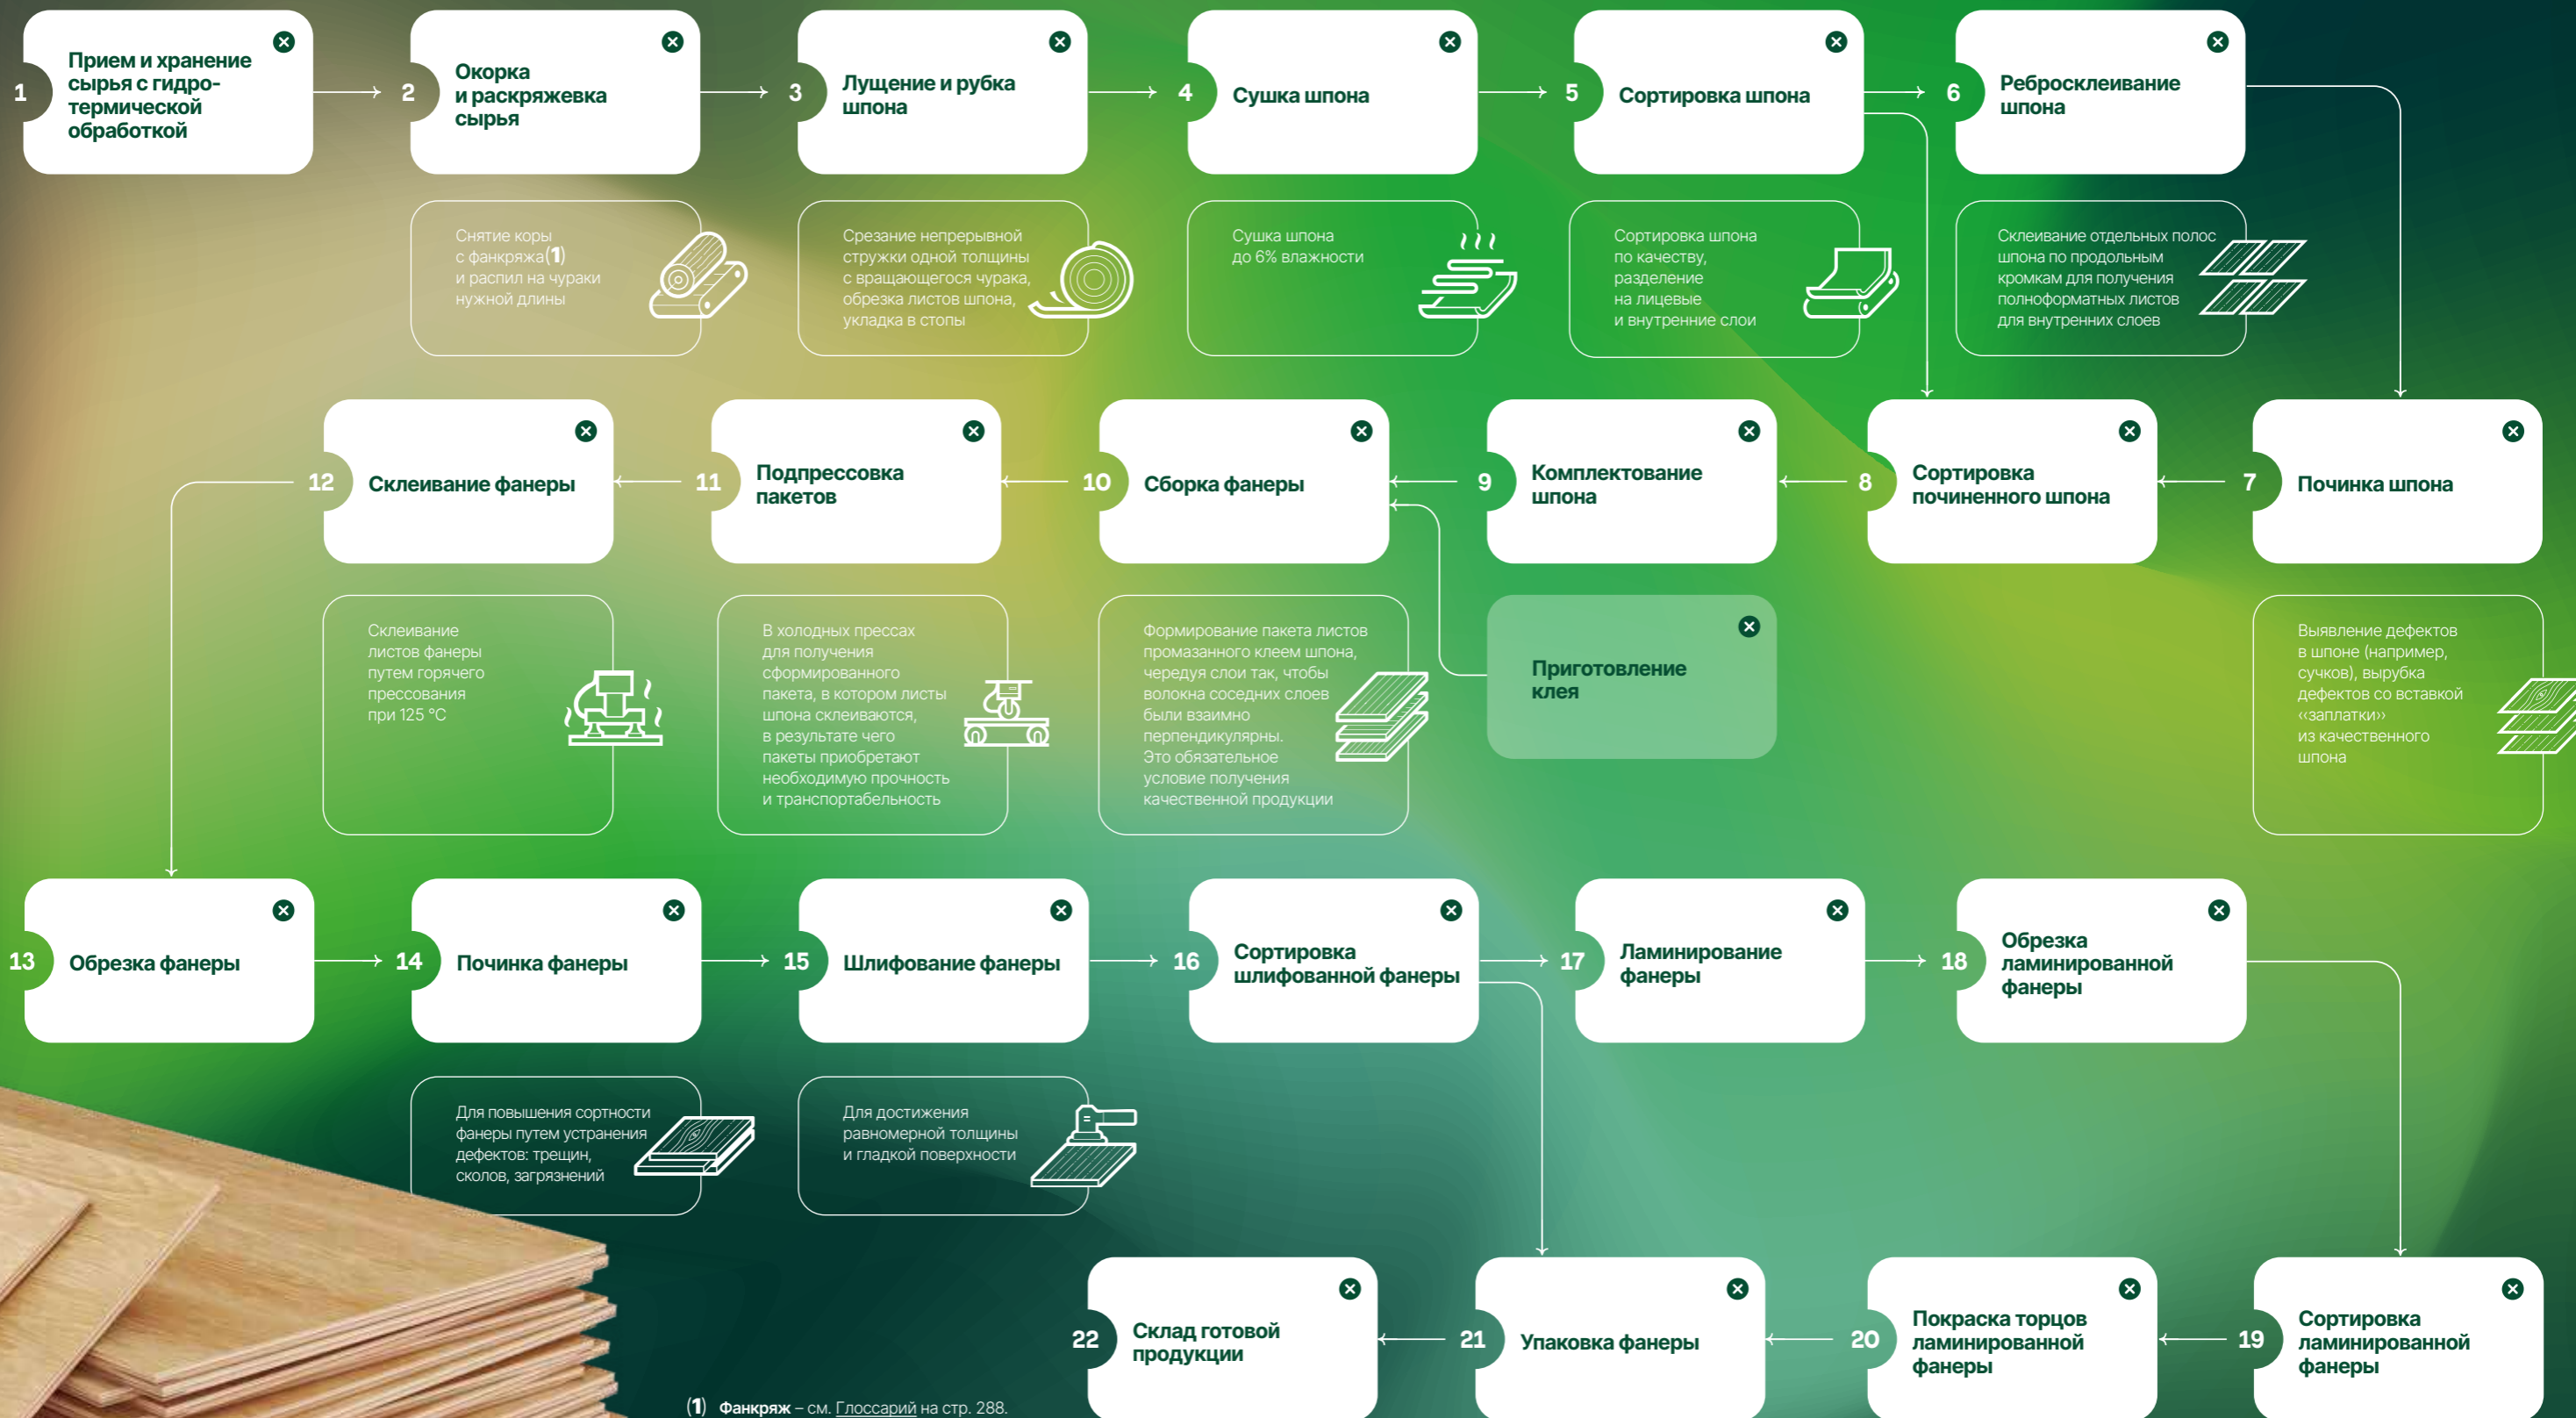 1
Прием и хранение
сырья с гидро-
термической
обработкой
2
Окорка
и раскряжевка
сырья
3
Лущение и рубка
шпона
4
Сушка шпона
5
Сортировка шпона
6
Ребросклеивание
шпона
Снятие коры
с фанкряжа(1)
и распил на чураки
нужной длины
Срезание непрерывной
стружки одной толщины
с вращающегося чурака,
обрезка листов шпона,
укладка в стопы
Сушка шпона
до 6% влажности
Сортировка шпона
по качеству,
разделение
на лицевые
и внутренние слои
Склеивание отдельных полос
шпона по продольным
кромкам для получения
полноформатных листов
для внутренних слоев
12
Склеивание фанеры
11
Подпрессовка
пакетов
10
Сборка фанеры
9
Комплектование
шпона
8
Сортировка
починенного шпона
7
Починка шпона
Склеивание
листов фанеры
путем горячего
прессования
при 125 °C
В холодных прессах
для получения
сформированного
пакета, в котором листы
шпона склеиваются,
в результате чего
пакеты приобретают
необходимую прочность
и транспортабельность
Формирование пакета листов
промазанного клеем шпона,
чередуя слои так, чтобы
волокна соседних слоев
были взаимно
перпендикулярны.
Это обязательное
условие получения
качественной продукции
Приготовление
клея
Выявление дефектов
в шпоне (например,
сучков), вырубка
дефектов со вставкой
‹‹заплатки››
из качественного
шпона
13
Обрезка фанеры
14
Починка фанеры
15
Шлифование фанеры
16
Сортировка
шлифованной фанеры
17
Ламинирование
фанеры
18
Обрезка
ламинированной
фанеры
Для повышения сортности
фанеры путем устранения
дефектов: трещин,
сколов, загрязнений
Для достижения
равномерной толщины
и гладкой поверхности
22
Склад готовой
продукции
21
Упаковка фанеры
20
Покраска торцов
ламинированной
фанеры
19
Сортировка
ламинированной
фанеры
(1) Фанкряж – см. Глоссарий на стр. 288.